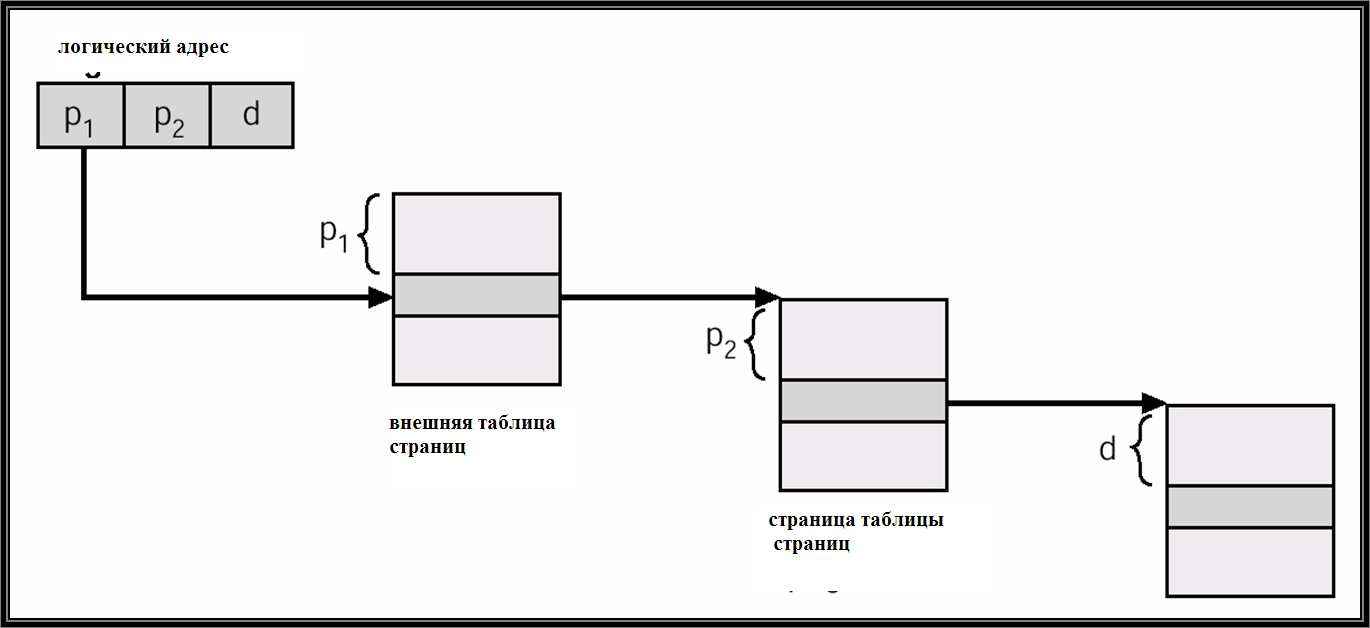 логический адрес
p1 p2 d
p1
p2
внешняя таблица
страниц
d
страница таблицы
страниц